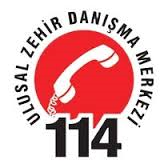 ULUSAL ZEHİR DANIŞMA MERKEZİ
114